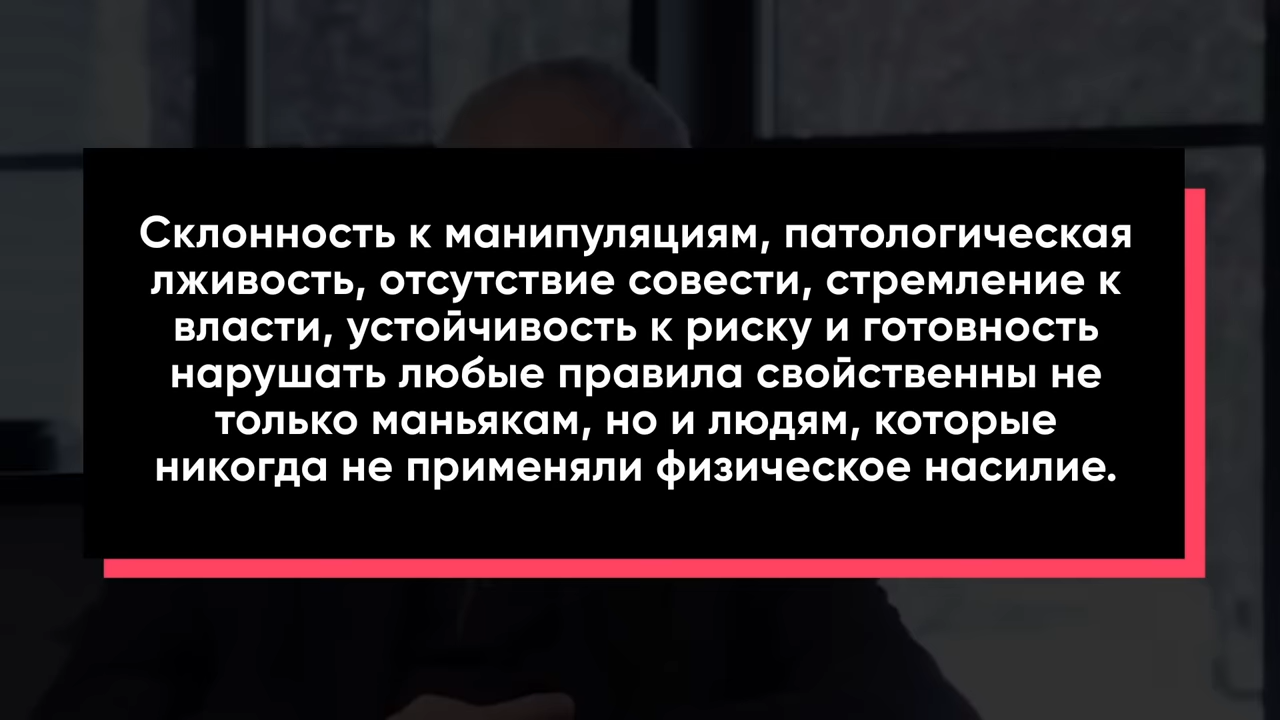 Склонность к манипуляциям, патологическая
лживость, отсутствие совести, стремление к
власти, устойчивость к риску и готовность
нарушать любые правила свойственны не
только маньякам, но и людям, которые
никогда не применяли физическое насилие.